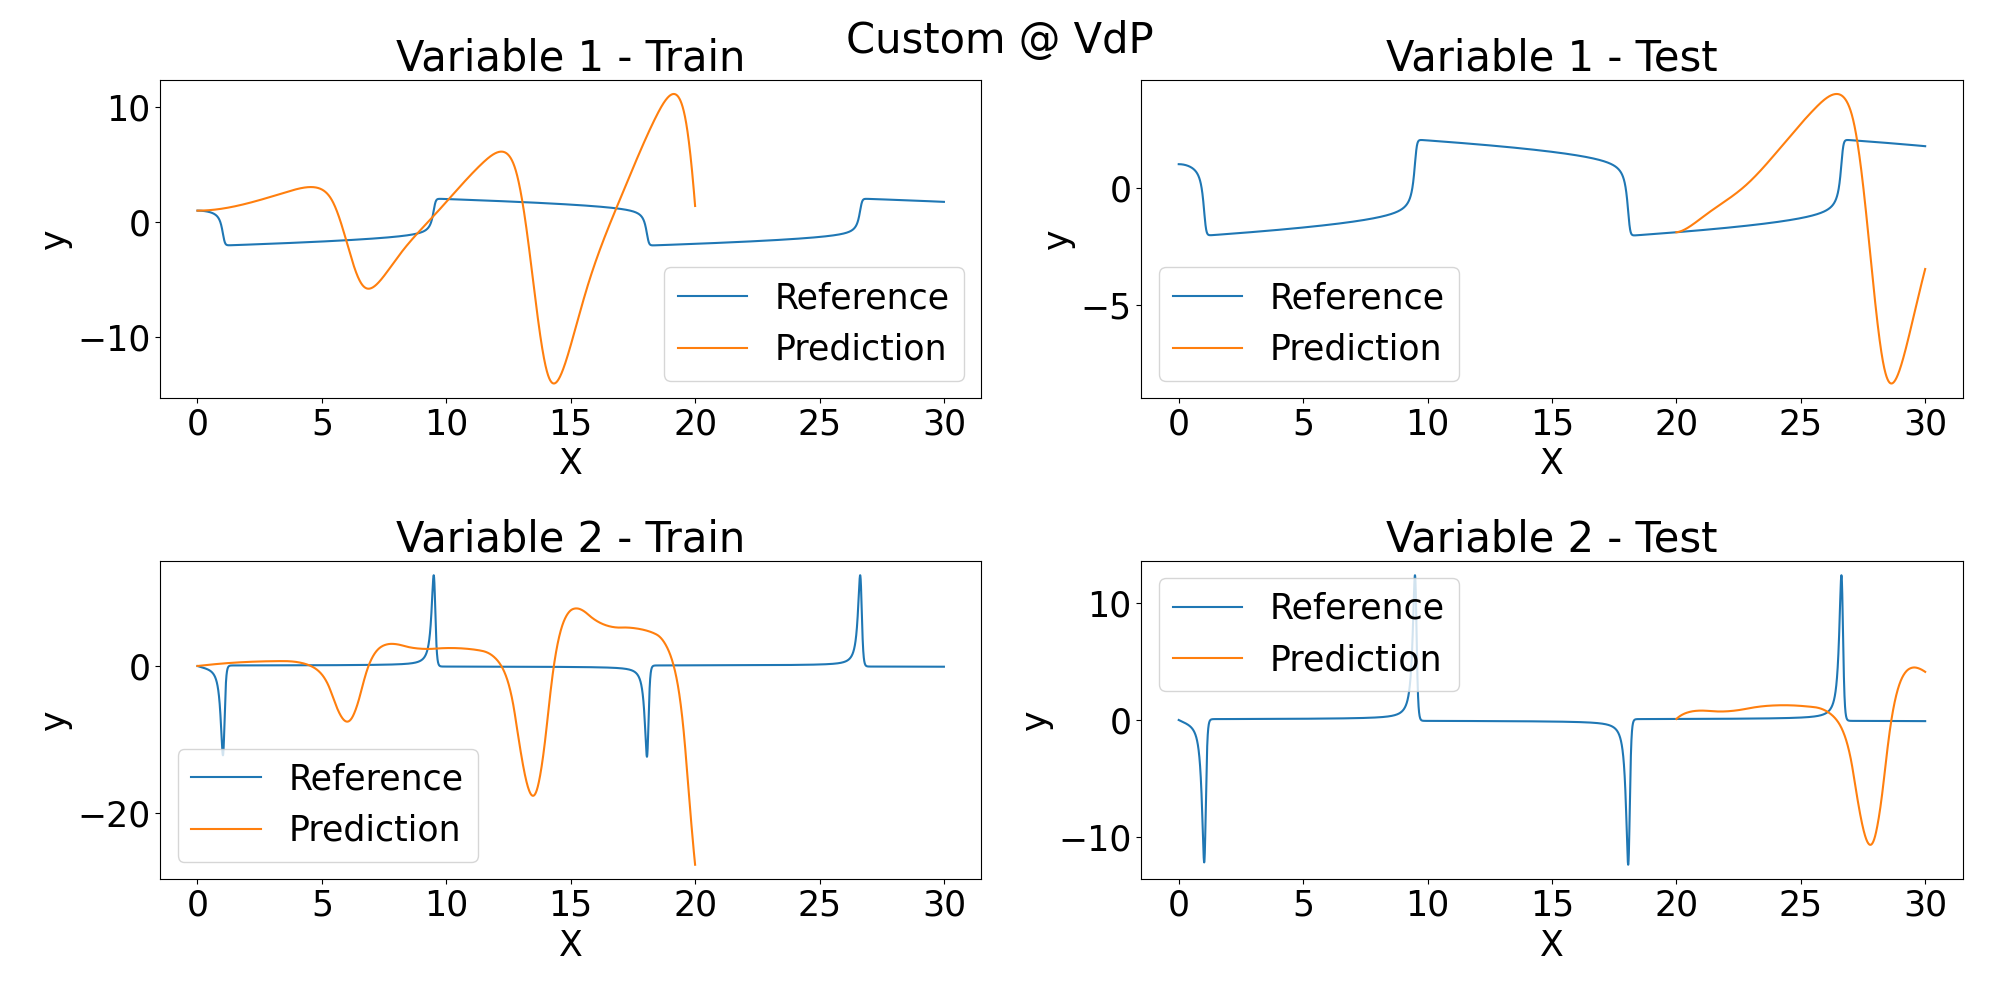 Custom @ VdP
Variable 1 - Train
10
0
−10
y
0 5 10 15 20 25 30
X
Reference
Prediction
Variable 1 - Test
0
−5
y
0 5 10 15 20 25 30
X
Reference
Prediction
Variable 2 - Train
0
−20
y
0 5 10 15 20 25 30
X
Reference
Prediction
Variable 2 - Test
10
0
−10
y
0 5 10 15 20 25 30
X
Reference
Prediction